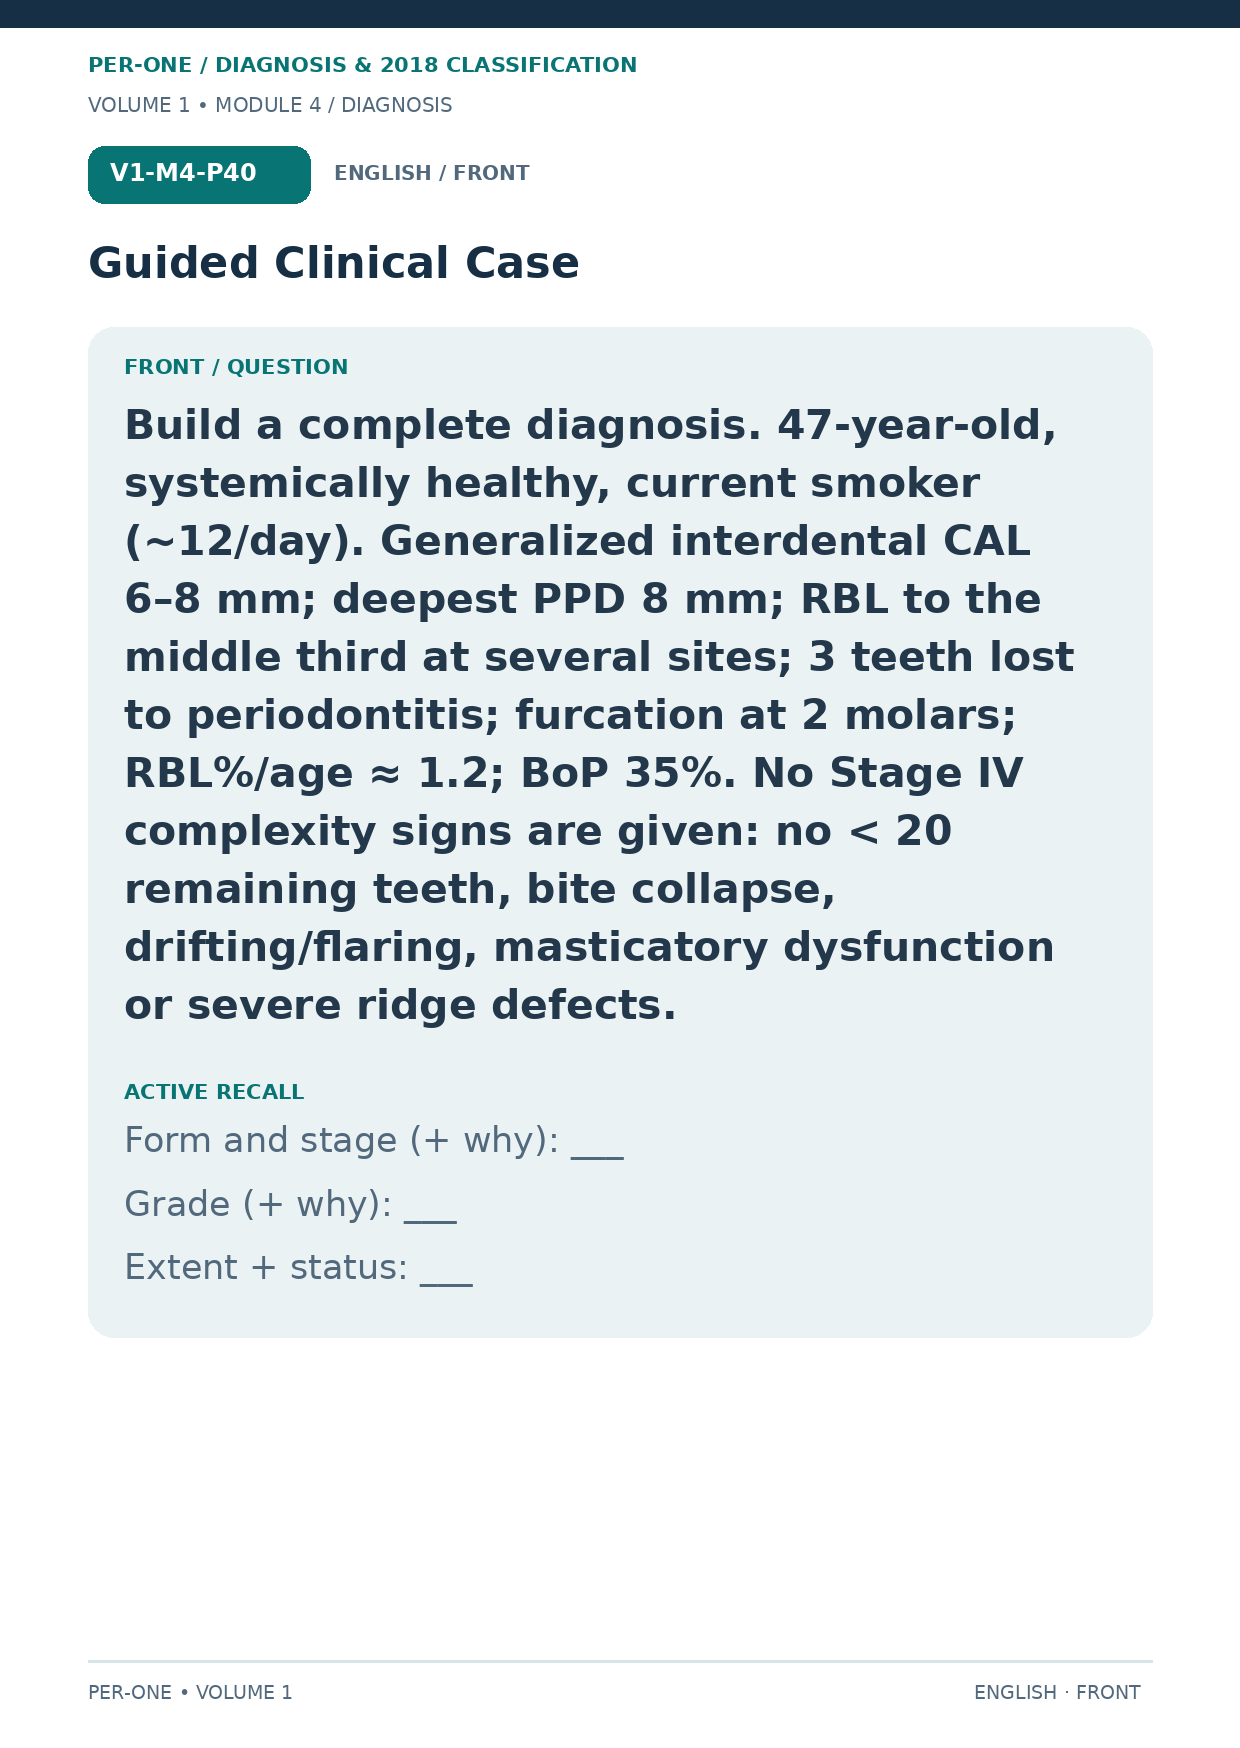 PER-ONE / DIAGNOSIS & 2018 CLASSIFICATION
VOLUME 1 • MODULE 4 / DIAGNOSIS
V1-M4-P40
ENGLISH / FRONT
Guided Clinical Case
FRONT / QUESTION
Build a complete diagnosis. 47-year-old,
systemically healthy, current smoker
(~12/day). Generalized interdental CAL
6–8 mm; deepest PPD 8 mm; RBL to the
middle third at several sites; 3 teeth lost
to periodontitis; furcation at 2 molars;
RBL%/age ≈ 1.2; BoP 35%. No Stage IV
complexity signs are given: no < 20
remaining teeth, bite collapse,
drifting/flaring, masticatory dysfunction
or severe ridge defects.
ACTIVE RECALL
Form and stage (+ why): ___
Grade (+ why): ___
Extent + status: ___
PER-ONE • VOLUME 1
ENGLISH · FRONT